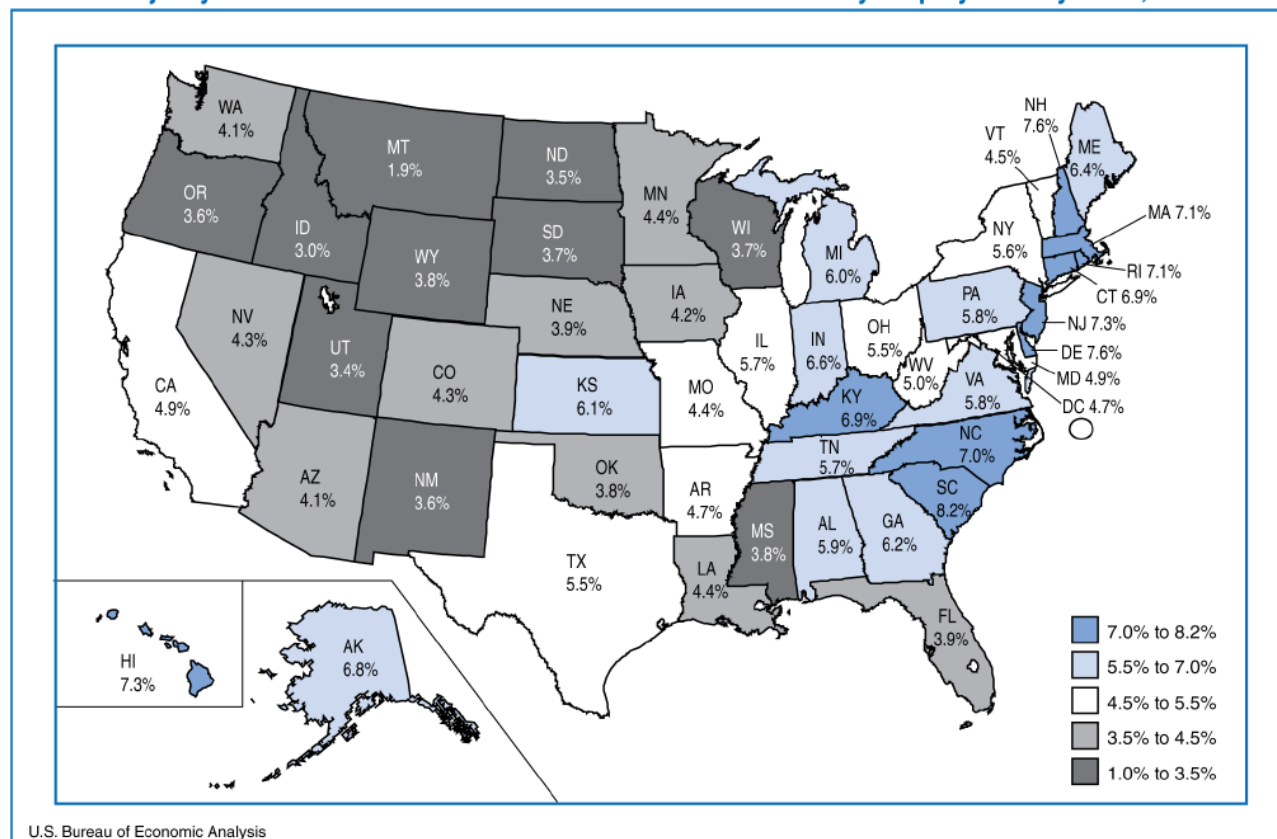 WA
4.1%
MT
1.9%
ND
3.5%
MN
4.4%
OR
3.6%
ID
3.0%
WY
3.8%
SD
3.7%
WI
3.7%
MI
6.0%
NH
7.6%
VT
4.5%
ME
6.4%
MA 7.1%
NY
5.6%
RI 7.1%
CT 6.9%
PA
5.8%
NJ 7.3%
DE 7.6%
MD 4.9%
DC 4.7%
NV
4.3%
UT
3.4%
NE
3.9%
IA
4.2%
IL
5.7%
IN
6.6%
OH
5.5%
WV
5.0%
VA
5.8%
CA
4.9%
CO
4.3%
KS
6.1%
MO
4.4%
KY
6.9%
NC
7.0%
TN
5.7%
AZ
4.1%
NM
3.6%
OK
3.8%
AR
4.7%
SC
8.2%
MS
3.8%
AL
5.9%
GA
6.2%
TX
5.5%
LA
4.4%
FL
3.9%
HI
7.3%
AK
6.8%
7.0% to 8.2%
5.5% to 7.0%
4.5% to 5.5%
3.5% to 4.5%
1.0% to 3.5%
U.S. Bureau of Economic Analysis